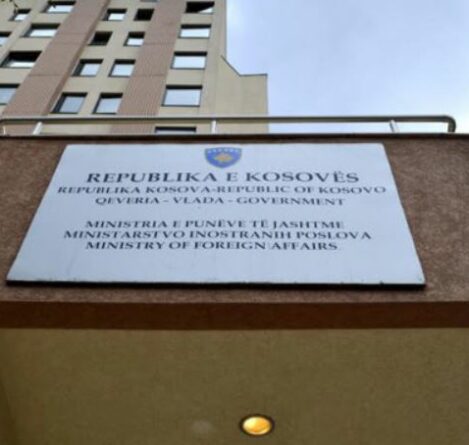 REPUBLIKA E KOSOVËS
REPUBLIKA KOSOVA-REPUBLIC OF KOSOVO
QEVERIA - VLADA - GOVERNMENT
MINISTRIA E PUNËVE TË JASHTME
MINISTARSTVO INOSTRANIH POSLOVA
MINISTRY OF FOREIGN AFFAIRS